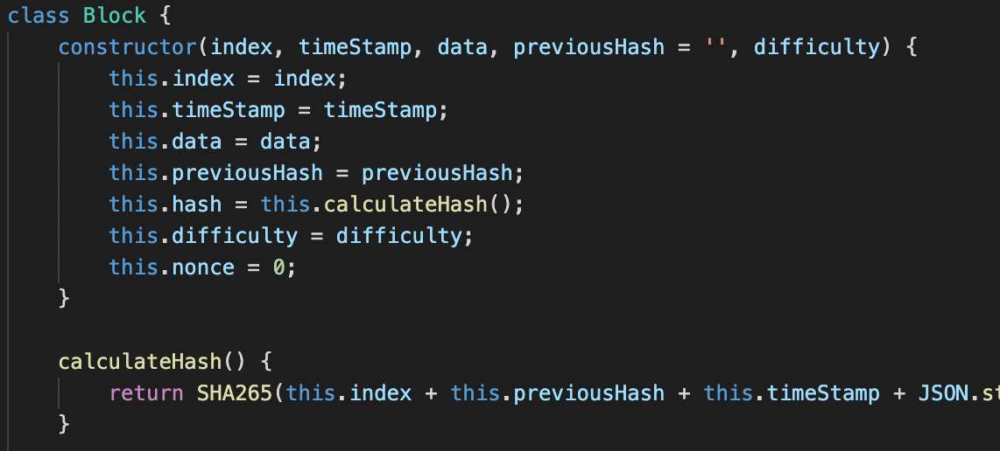 class Block {
    constructor(index, timeStamp, data, previousHash = '', difficulty) {
        this.index = index;
        this.timeStamp = timeStamp;
        this.data = data;
        this.previousHash = previousHash;
        this.hash = this.calculateHash();
        this.difficulty = difficulty;
        this.nonce = 0;
    }
    calculateHash() {
        return SHA265(this.index + this.previousHash + this.timeStamp + JSON.st
    }